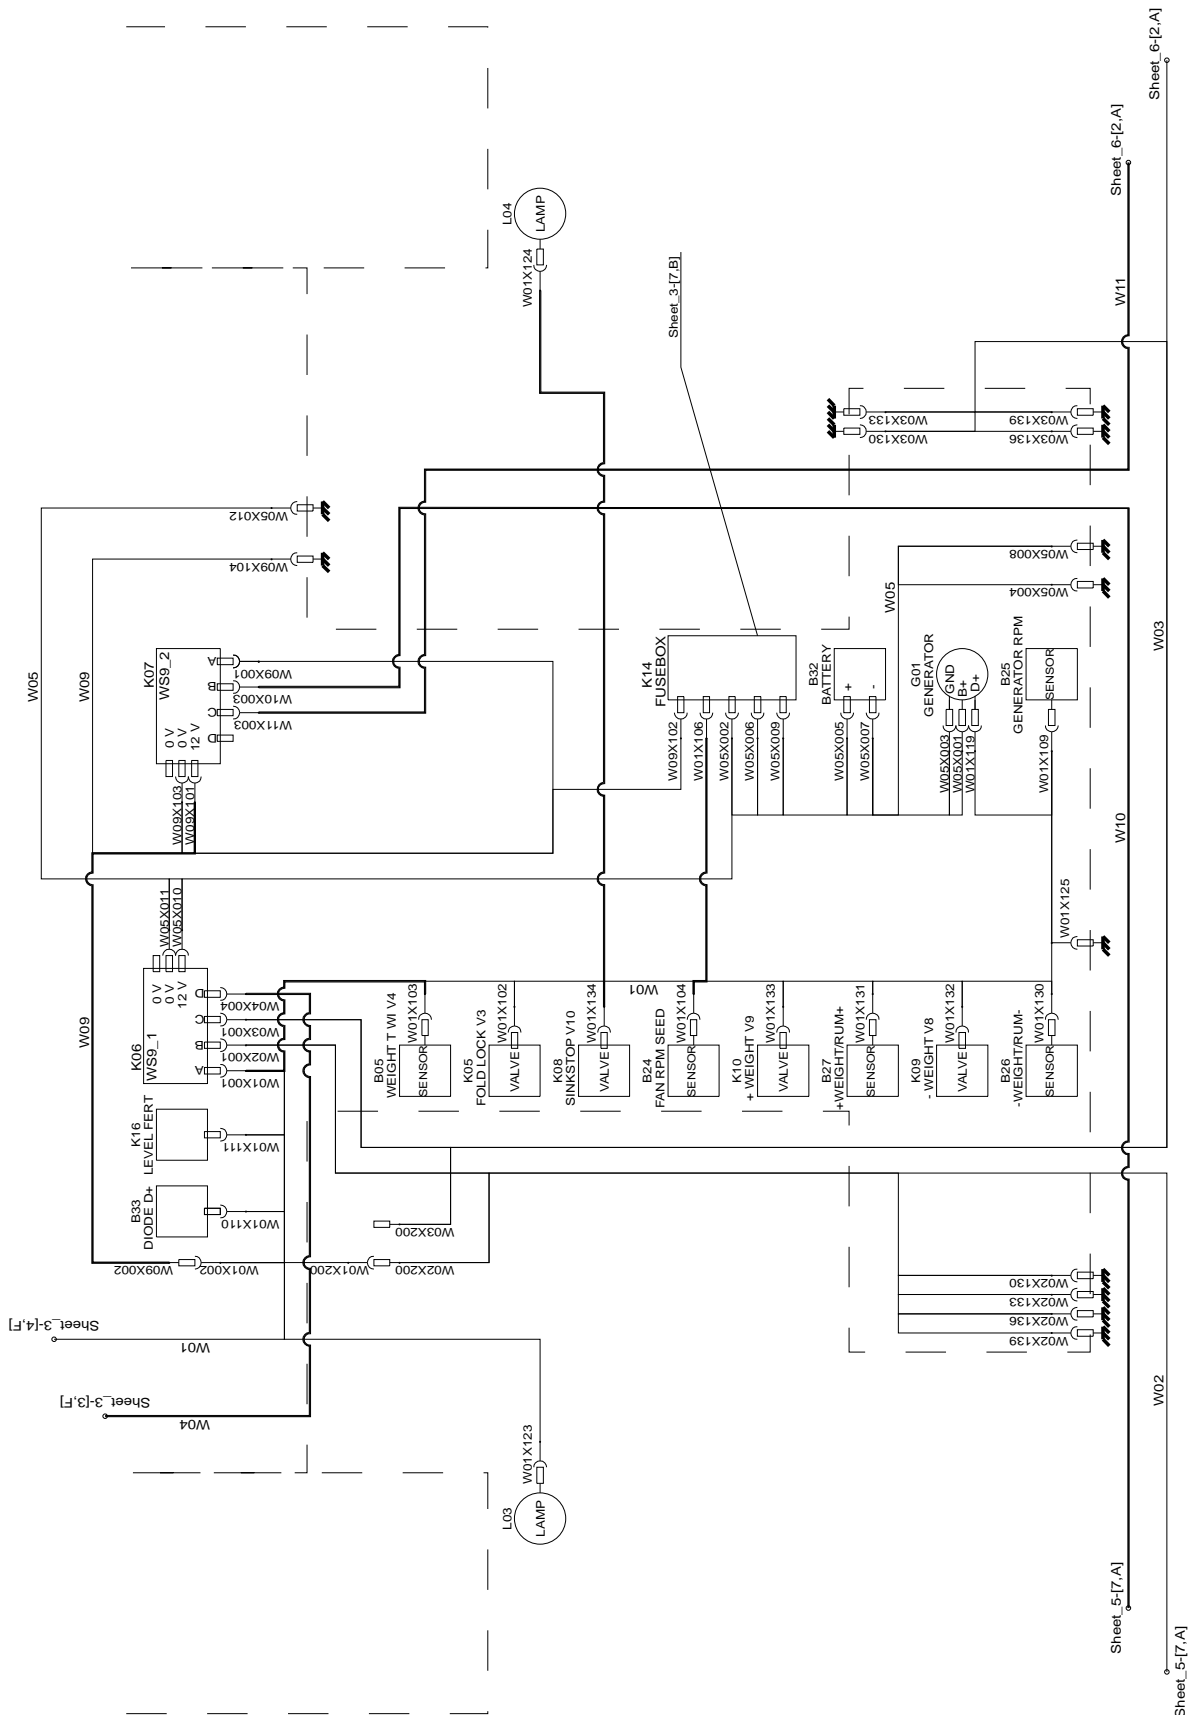 Sheet_6-[2,A]
Sheet_6-[2,A]
L04
LAMP
W01X124
Sheet_3-[7,B]
W11
W03X133
W03X130
W03X139
W03X136
W05X012
W09X104
W05X008
W05X004
W05
W05
W09
K07
WS9_2
0 V
0 V
12 V
A
B
C
D
W09X001
W10X003
W11X003
W09X103
W09X101
K14
FUSEBOX
W09X102
W01X106
W05X002
W05X006
W05X009
B32
BATTERY
+
-
W05X005
W05X007
G01
GENERATOR
GND
B+
D+
W05X003
W05X001
W01X119
B25
GENERATOR RPM
SENSOR
W01X109
W03
W10
W05X011
W05X010
W01X125
W09
K06
WS9_1
0 V
0 V
12 V
D
C
B
A
W04X004
W03X001
W02X001
W01X001
W01
B05
WEIGHT T WI V4
SENSOR
W01X103
K05
FOLD LOCK V3
VALVE
W01X102
K08
SINKSTOP V10
VALVE
W01X134
B24
FAN RPM SEED
SENSOR
W01X104
K10
+ WEIGHT V9
VALVE
W01X133
B27
+WEIGHT/RUM+
SENSOR
W01X131
K09
- WEIGHT V8
VALVE
W01X132
B26
-WEIGHT/RUM-
SENSOR
W01X130
K16
LEVEL FERT
W01X111
B33
DIODE D+
W01X110
W09X002
W01X002
W01X200
W02X200
W03X200
W02X130
W02X133
W02X136
W02X139
Sheet_3-[4,F]
W01
Sheet_3-[3,F]
W04
W01X123
L03
LAMP
W02
Sheet_5-[7,A]
Sheet_5-[7,A]